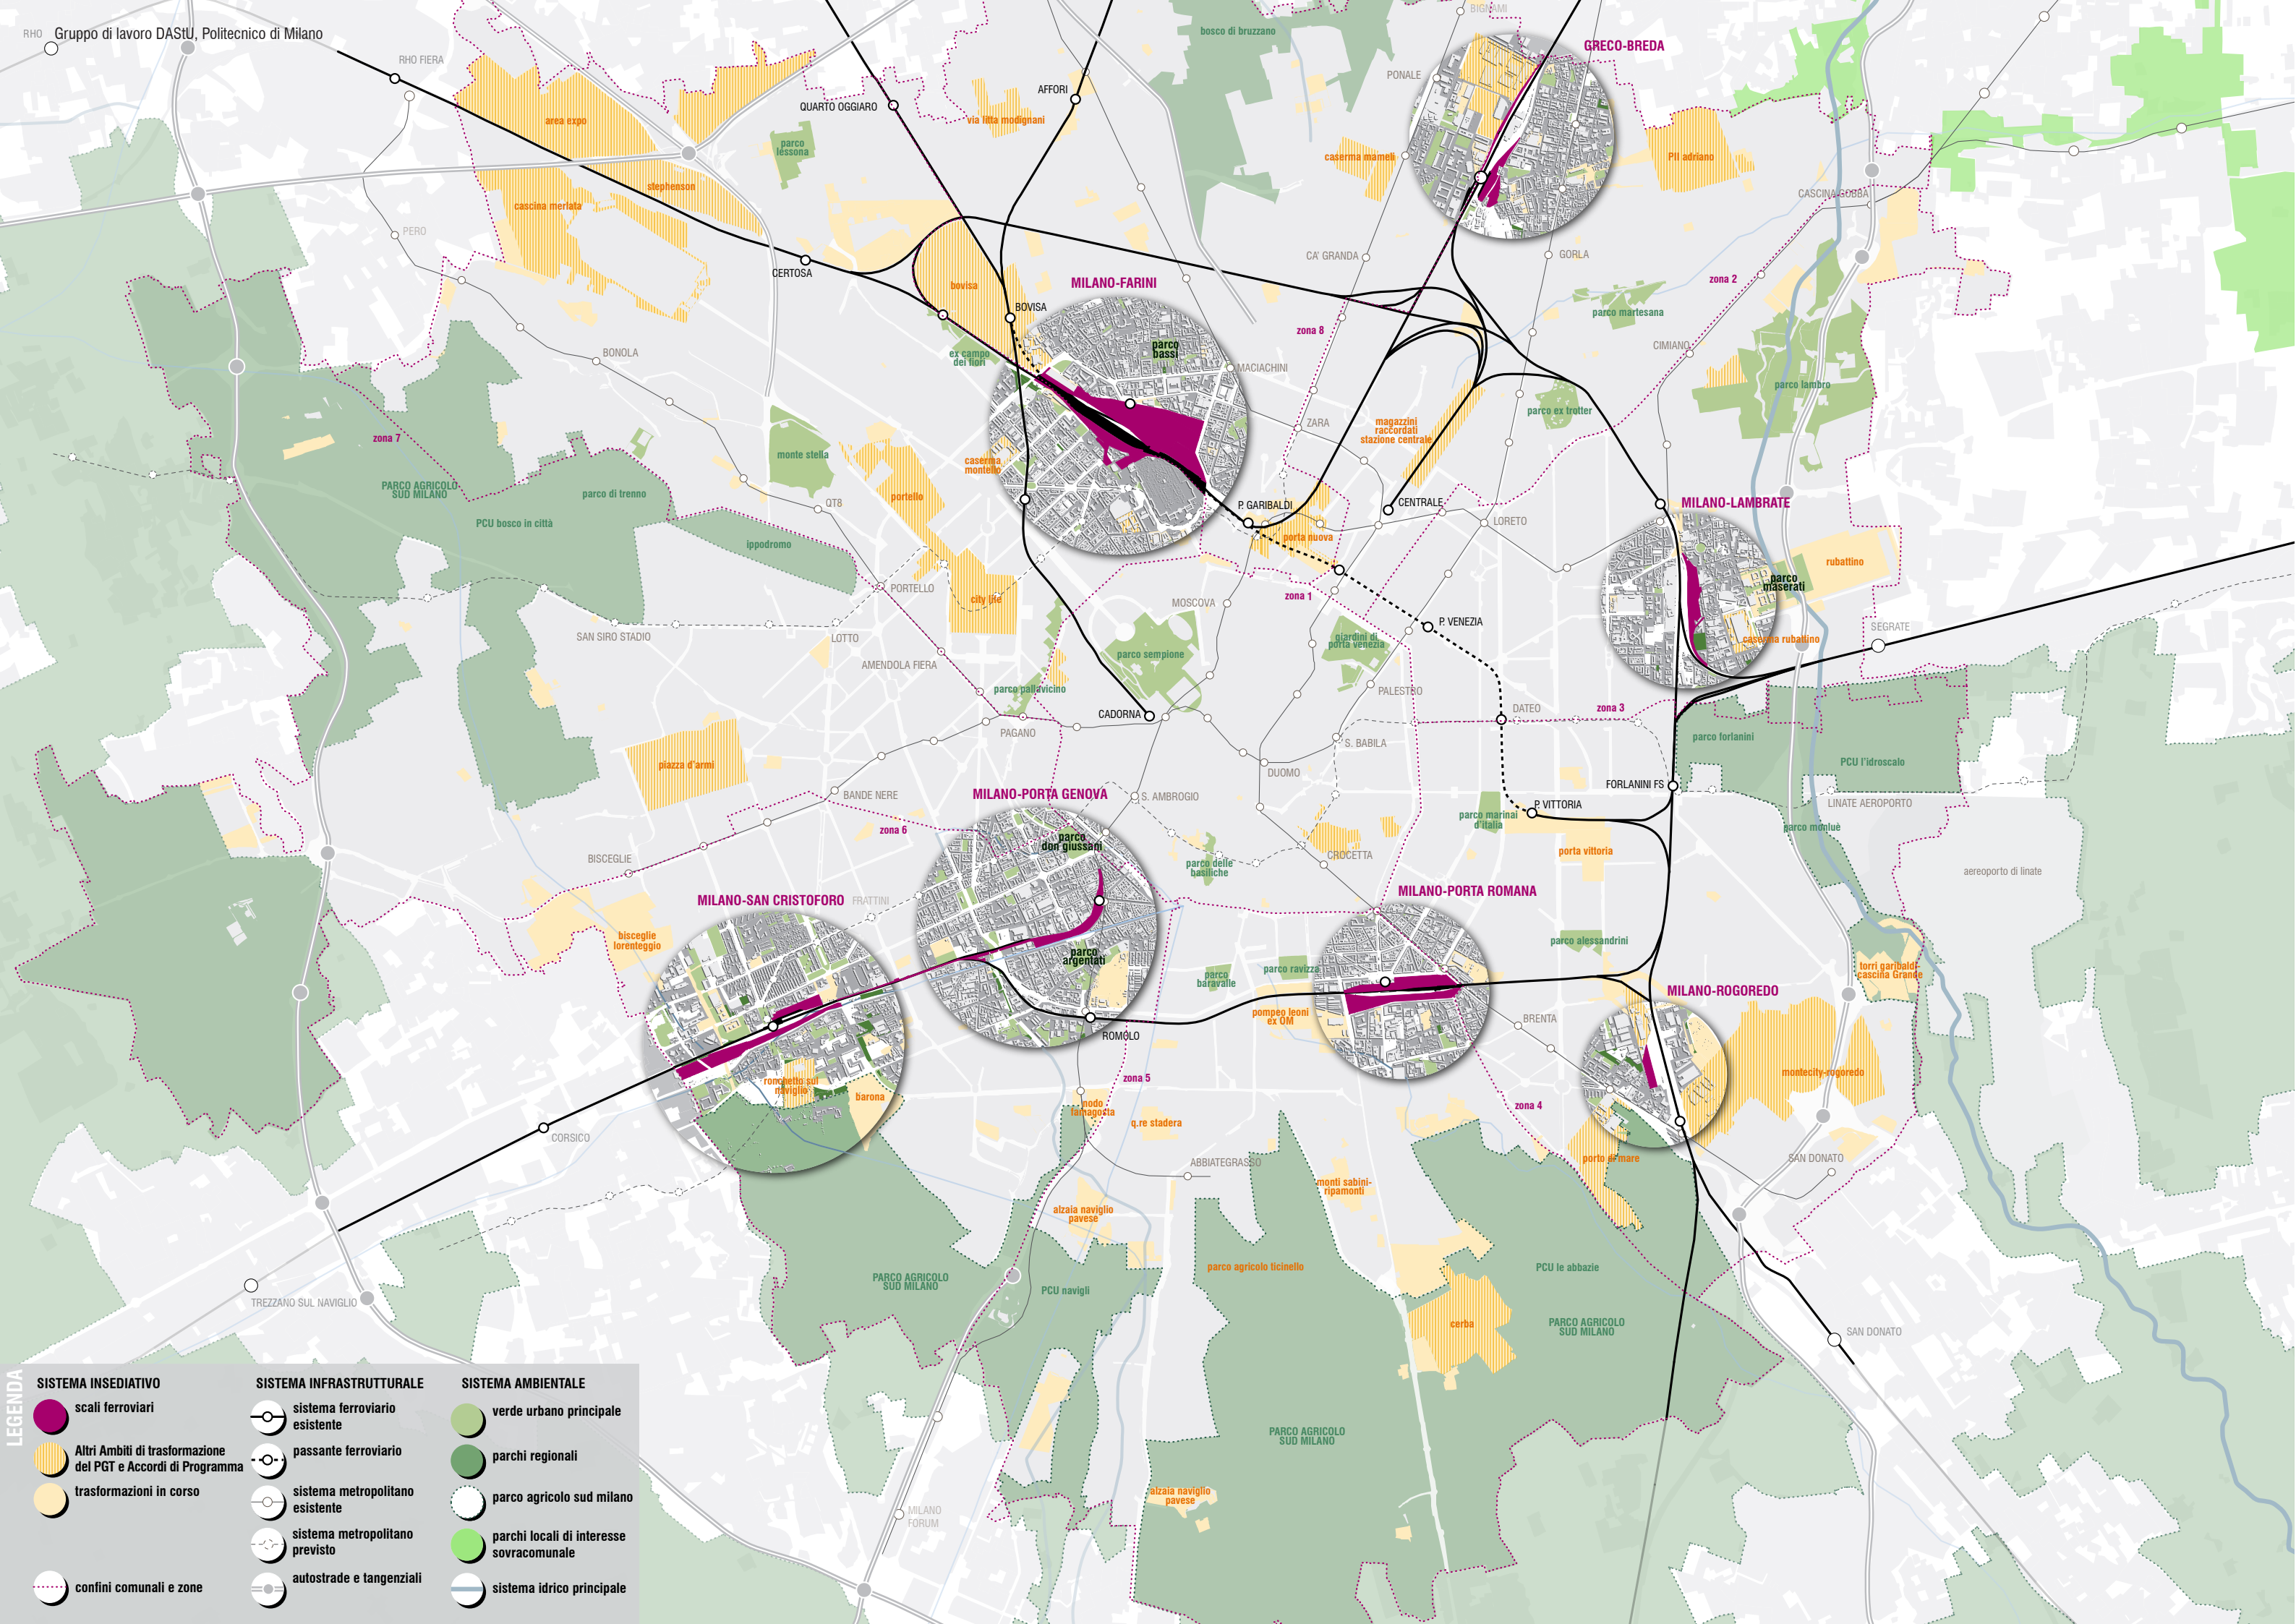 RHO
Gruppo di lavoro DAStU, Politecnico di Milano
RHO FIERA
BIGNAMI
bosco di bruzzano
GRECO-BREDA
PONALE
AFFORI
QUARTO OGGIARO
area expo
via litta modignani
parco
lessona
caserma mameli
PII adriano
stephenson
cascina merlata
CASCINA GOBBA
PERO
CERTOSA
CA' GRANDA
GORLA
zona 2
bovisa
MILANO-FARINI
BOVISA
parco martesana
zona 8
parco
bassi
ex campo
dei fiori
BONOLA
CIMIANO
MACIACHINI
parco lambro
zona 7
ZARA
magazzini
raccordati
stazione centrale
parco ex trotter
monte stella
caserma
montello
PARCO AGRICOLO
SUD MILANO
parco di trenno
portello
QT8
P. GARIBALDI
CENTRALE
MILANO-LAMBRATE
PCU bosco in città
LORETO
ippodromo
porta nuova
rubattino
parco
maserati
PORTELLO
city life
MOSCOVA
zona 1
SAN SIRO STADIO
LOTTO
P. VENEZIA
SEGRATE
giardini di
porta venezia
caserma rubattino
AMENDOLA FIERA
parco sempione
parco pallavicino
PALESTRO
CADORNA
DATEO
zona 3
PAGANO
S. BABILA
parco forlanini
piazza d'armi
DUOMO
PCU l'idroscalo
BANDE NERE
MILANO-PORTA GENOVA
S. AMBROGIO
FORLANINI FS
P. VITTORIA
LINATE AEROPORTO
zona 6
parco marinai
d'italia
parco monluè
parco
don giussani
BISCEGLIE
parco delle
basiliche
CROCETTA
porta vittoria
aereoporto di linate
MILANO-SAN CRISTOFORO
FRATTINI
MILANO-PORTA ROMANA
bisceglie
lorenteggio
parco alessandrini
parco
argentati
parco
baravalle
parco ravizza
torri garibaldi-
cascina Grande
MILANO-ROGOREDO
pompeo leoni
ex OM
BRENTA
ROMOLO
ronchetto sul
naviglio
barona
zona 5
montecity-rogoredo
nodo
famagosta
zona 4
q.re stadera
CORSICO
porto di mare
SAN DONATO
ABBIATEGRASSO
monti sabini-
ripamonti
alzaia naviglio
pavese
parco agricolo ticinello
PCU le abbazie
PARCO AGRICOLO
SUD MILANO
PCU navigli
TREZZANO SUL NAVIGLIO
cerba
PARCO AGRICOLO
SUD MILANO
SAN DONATO
PARCO AGRICOLO
SUD MILANO
alzaia naviglio
pavese
MILANO
FORUM
LEGENDA
SISTEMA INSEDIATIVO
scali ferroviari
Altri Ambiti di trasformazione
del PGT e Accordi di Programma
trasformazioni in corso
confini comunali e zone
SISTEMA INFRASTRUTTURALE
sistema ferroviario
esistente
passante ferroviario
sistema metropolitano
esistente
sistema metropolitano
previsto
autostrade e tangenziali
SISTEMA AMBIENTALE
verde urbano principale
parchi regionali
parco agricolo sud milano
parchi locali di interesse
sovracomunale
sistema idrico principale